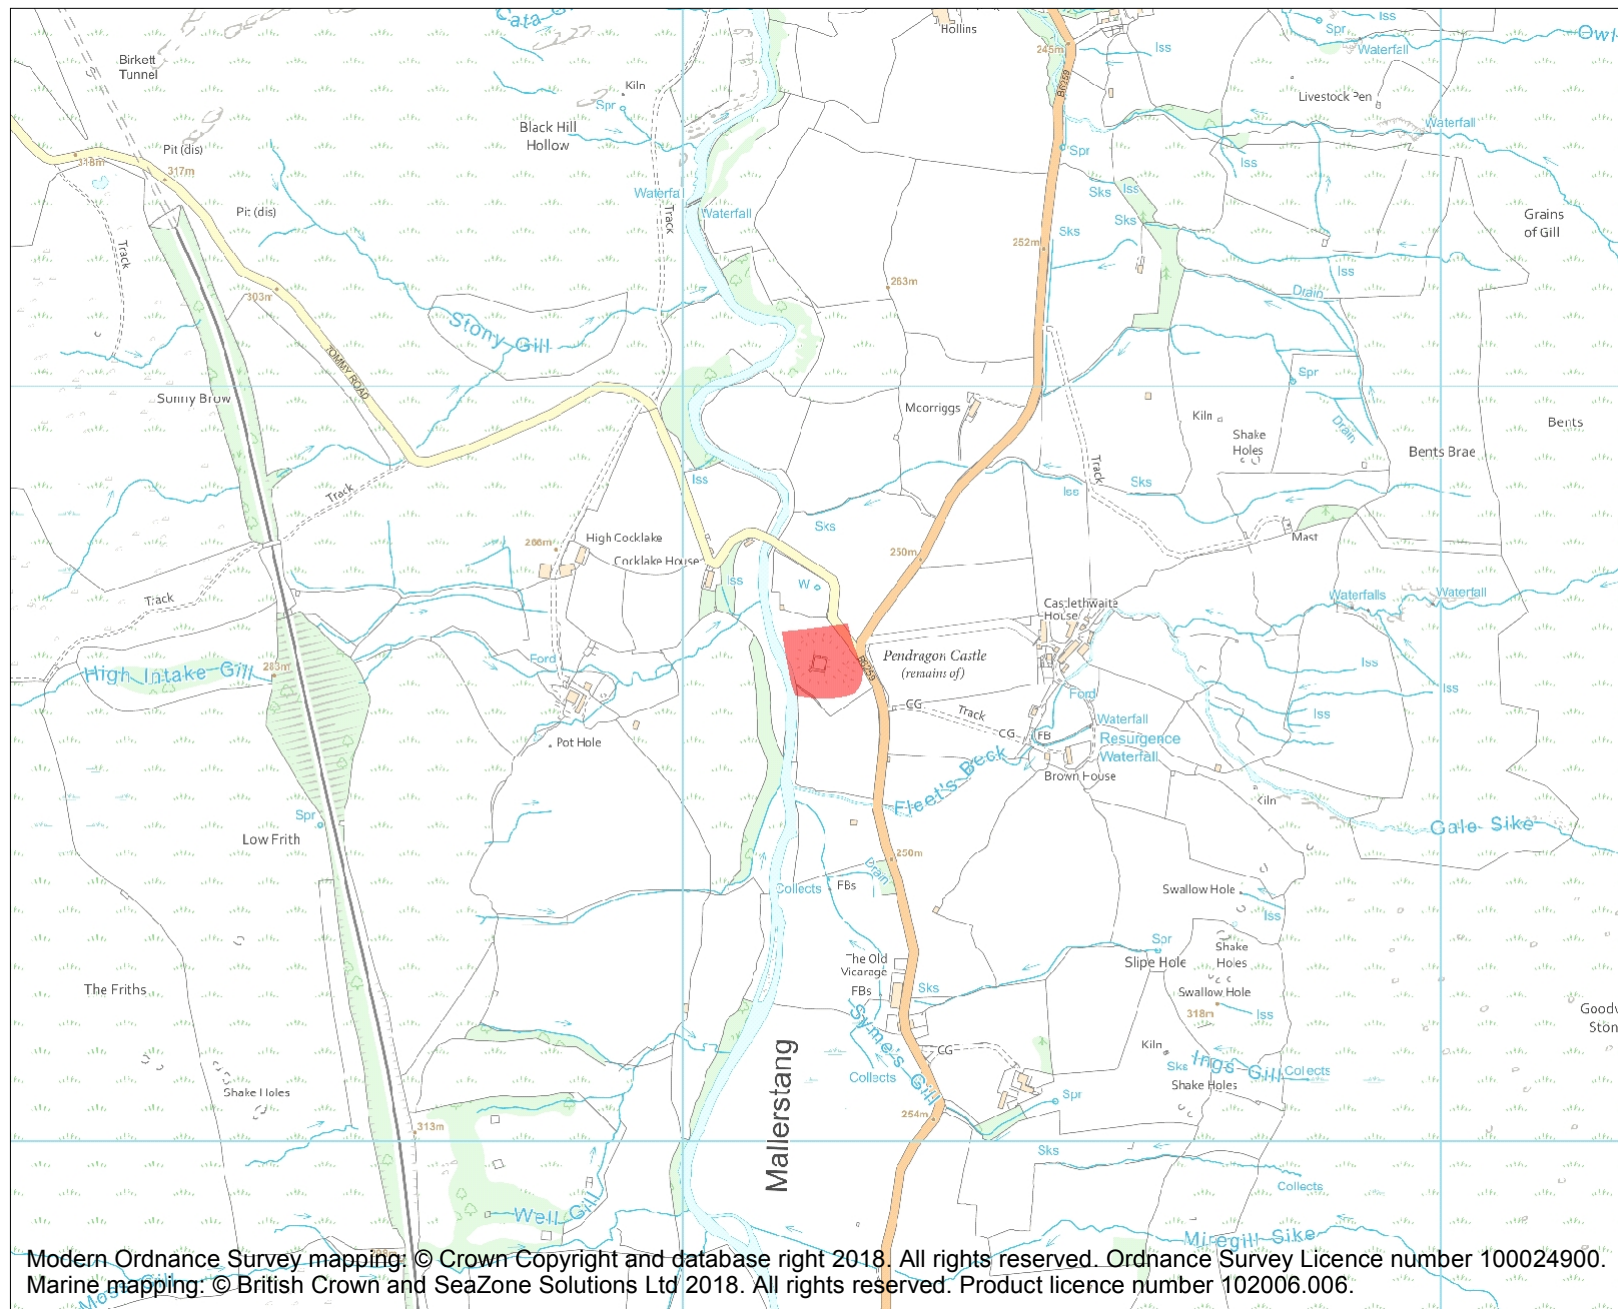 Hollins
Iss
Spr
Waterfall
Birkett
Tunnel
245m
Iss
B6259
Kiln
Spr
Livestock Pen
Black Hill
Hollow
Waterfall
Pit (dis)
317m
Spr
Iss
Sks
Iss
Waterfall
Track
Pit (dis)
Sks
Sks
Grains
of Gill
Track
252m
Iss
263m
303m
Drain
Stony Gill
TOMMY ROAD
Spr
Sunny Brow
Mcorriggs
Kiln
Drain
Shake
Holes
Bents
Bents Brae
Track
Iss
Track
Iss
Sks
Sks
High Cocklake
266m
250m
Mast
Cocklake House
Iss
W
Track
Castlethwaite
House
Waterfalls
Waterfall
High Intake Gill
283m
Ford
Pendragon Castle
(remains of)
B6259
Iss
Ford
Iss
CG
Track
Iss
Waterfall
Resurgence
Waterfall
CG
FB
Pot Hole
Fleet's Beck
Brown House
Kiln
Spr
Low Frith
Gale Sike
250m
Drain
Collects
FBs
Swallow Hole
Iss
Spr
Slipe Hole
Shake
Holes
The Old
Vicarage
FBs
The Friths
Sks
Swallow Hole
318m
Iss
Syme's Gill
CG
Kiln
Sks
Ings Gill
Collects
Collects
Shake Holes
Shake Holes
Spr
254m
313m
Mallerstang
Sks
Collects
Well Gill
Miregill Sike
Modern Ordnance Survey mapping: © Crown Copyright and database right 2018. All rights reserved. Ordnance Survey Licence number 100024900.
Marine mapping: © British Crown and SeaZone Solutions Ltd 2018. All rights reserved. Product licence number 102006.006.